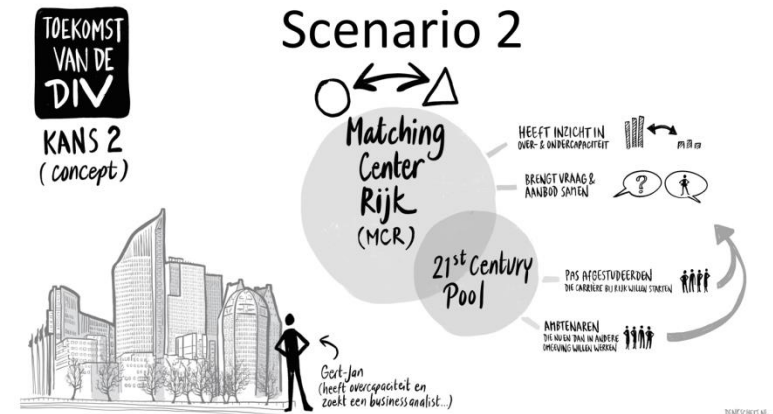 TOEKOMST
VAN DE
DIV
KANS 2
(concept)
Scenario 2
Matching
Center
Rijk
(MCR)
21st Century
Pool
HEEFT INZICHT IN
OVER- & ONDERCAPACITEIT
BRENGT VRAAG &
AANBOD SAMEN
?
PAS AFGESTUDEERDEN
DIE CARRIÈRE BIJ RIJK WILLEN STARTEN
AMBTENAREN
DIE NU EN DAN IN ANDERE
OMGEVING WILLEN WERKEN
Gert-Jan
(heeft overcapaciteit en
zoekt een business analist...)